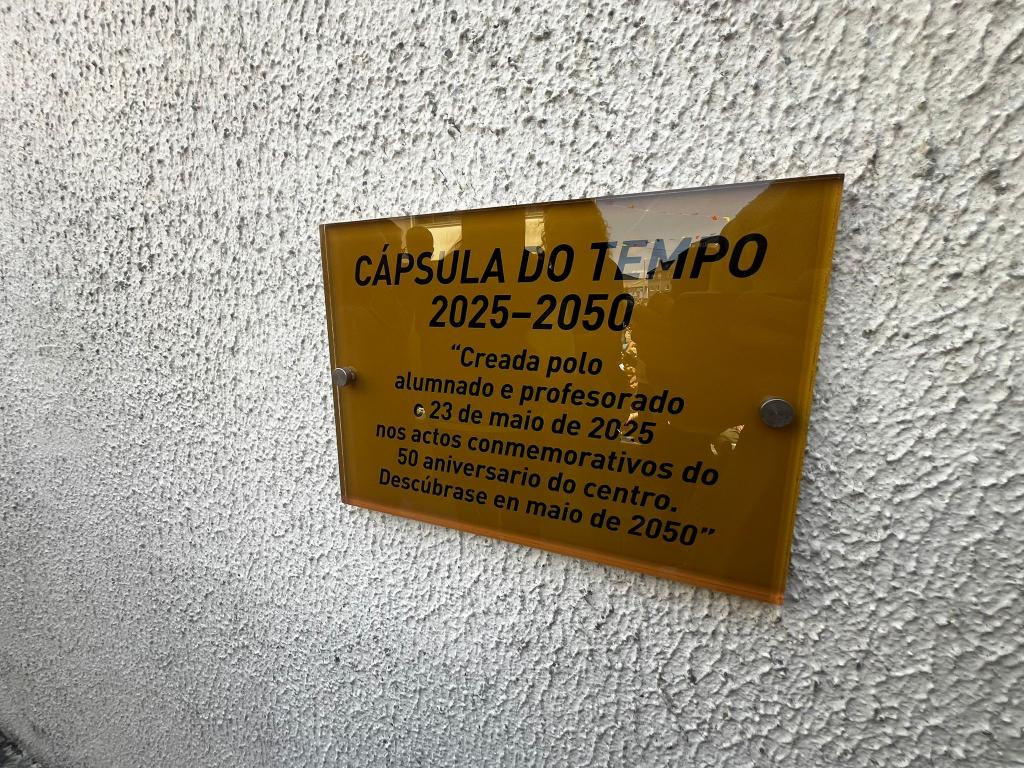 CÁPSULA DO TEMPO
2025–2050
“Creada polo
alumnado e profesorado
o 23 de maio de 2025
nos actos conmemorativos do
50 aniversario do centro.
Descúbrase en maio de 2050”